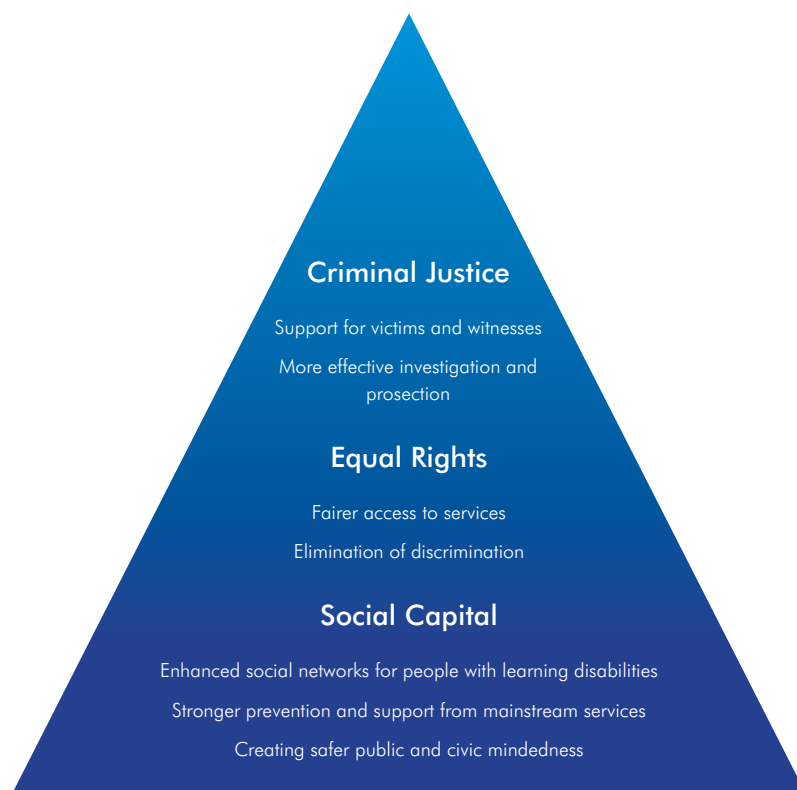 Criminal Justice
Support for victims and witnesses
More effective investigation and
prosection
Equal Rights
Fairer access to services
Elimination of discrimination
Social Capital
Enhanced social networks for people with learning disabilities
Stronger prevention and support from mainstream services
Creating safer public and civic mindedness